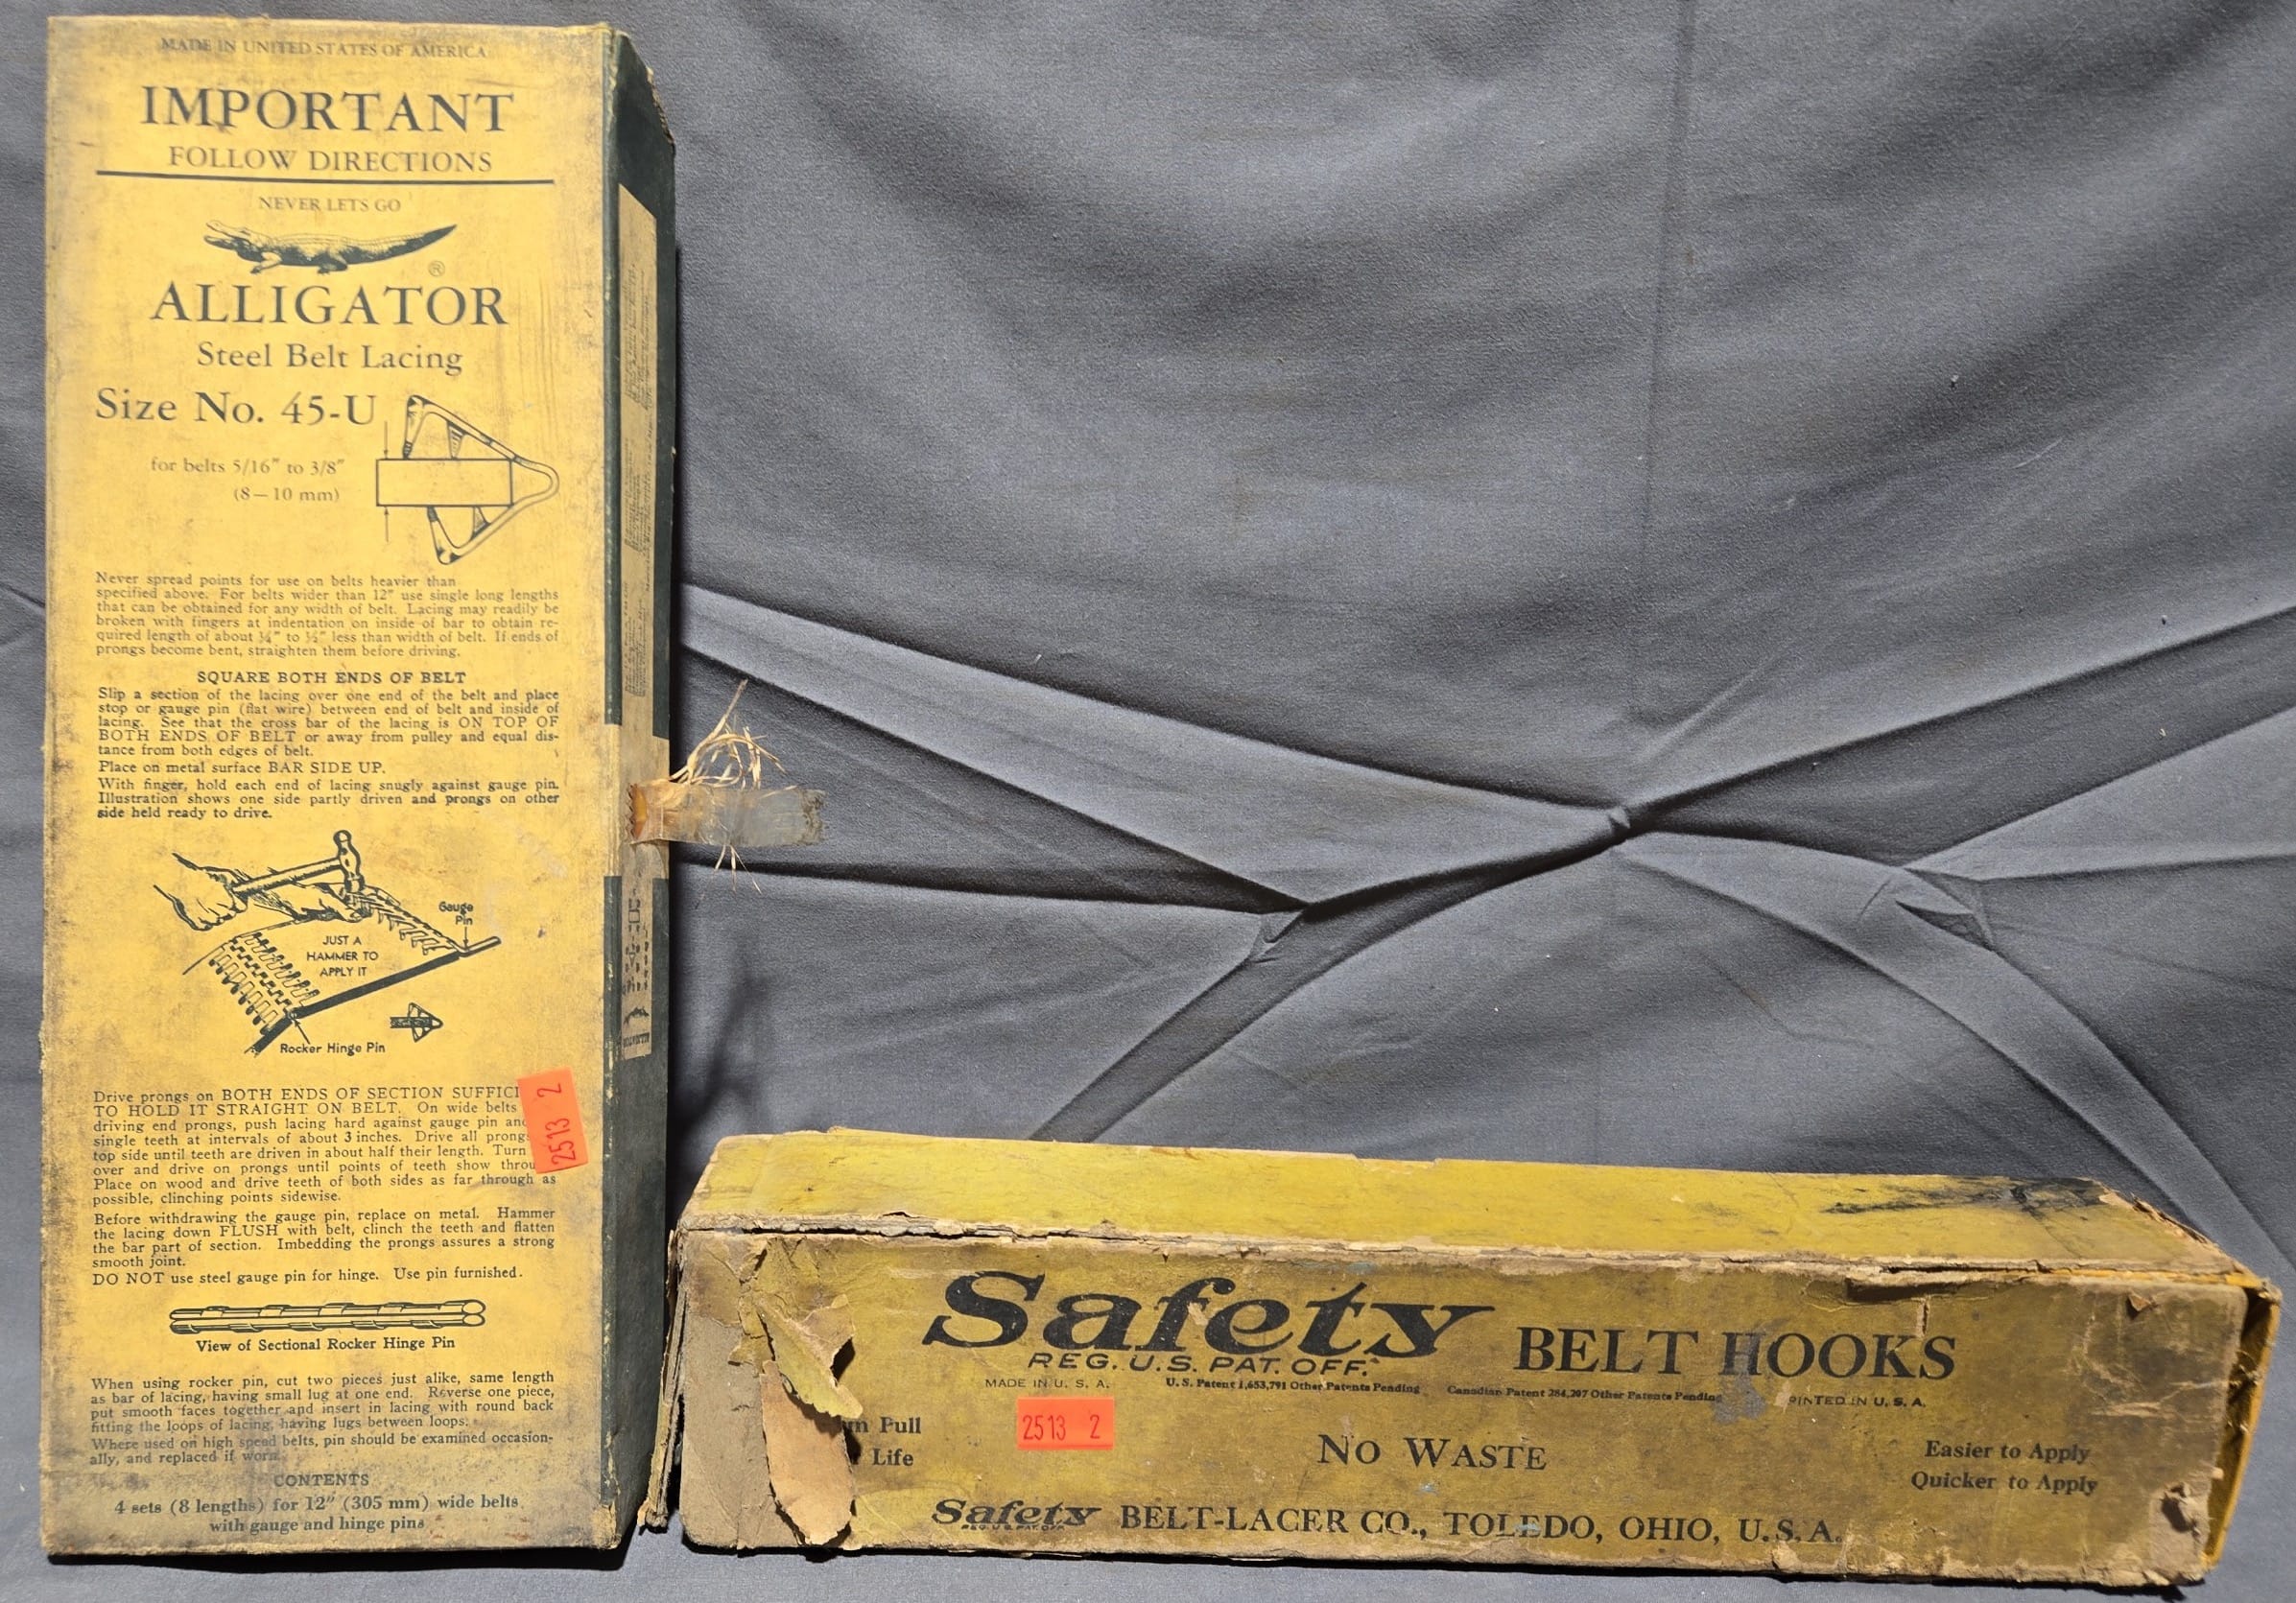 MADE IN UNITED STATES OF AMERICA
IMPORTANT
FOLLOW DIRECTIONS
NEVER LETS GO
®
ALLIGATOR
Steel Belt Lacing
Size No. 45-U
for belts 5/16" to 3/8"
(8—10 mm)
Never spread points for use on belts heavier than
specified above. For belts wider than 12" use single long lengths
that can be obtained for any width of belt. Lacing may readily be
broken with fingers at indentation on inside of bar to obtain re-
quired length of about ¼" to ½" less than width of belt. If ends of
prongs become bent, straighten them before driving.
SQUARE BOTH ENDS OF BELT
Slip a section of the lacing over one end of the belt and place
stop or gauge pin (flat wire) between end of belt and inside of
lacing. See that the cross bar of the lacing is ON TOP OF
BOTH ENDS OF BELT or away from pulley and equal dis-
tance from both edges of belt.
Place on metal surface BAR SIDE UP.
With finger, hold each end of lacing snugly against gauge pin.
Illustration shows one side partly driven and prongs on other
side held ready to drive.
Gauge
Pin
JUST A
HAMMER TO
APPLY IT
Rocker Hinge Pin
Drive prongs on BOTH ENDS OF SECTION SUFFICI
TO HOLD IT STRAIGHT ON BELT. On wide belts
driving end prongs, push lacing hard against gauge pin and
single teeth at intervals of about 3 inches. Drive all prongs
top side until teeth are driven in about half their length. Turn
over and drive on prongs until points of teeth show throu
Place on wood and drive teeth of both sides as far through as
possible, clinching points sidewise.
2513 2
Before withdrawing the gauge pin, replace on metal. Hammer
the lacing down FLUSH with belt, clinch the teeth and flatten
the bar part of section. Imbedding the prongs assures a strong
smooth joint.
DO NOT use steel gauge pin for hinge. Use pin furnished.
View of Sectional Rocker Hinge Pin
When using rocker pin, cut two pieces just alike, same length
as bar of lacing, having small lug at one end. Reverse one piece,
put smooth faces together and insert in lacing with round back
fitting the loops of lacing, having lugs between loops.
Where used on high speed belts, pin should be examined occasion-
ally, and replaced if worn.
CONTENTS
4 sets (8 lengths) for 12" (305 mm) wide belts
with gauge and hinge pins
Safety BELT HOOKS
REG. U.S. PAT. OFF.
MADE IN U. S. A. U.S. Patent 1,653,791 Other Patents Pending Canadian Patent 284,297 Other Patents Pending PRINTED IN U. S. A.
m Pull
Life
2513 2
NO WASTE
Easier to Apply
Quicker to Apply
Safety BELT-LACER CO., TOLEDO, OHIO, U.S.A.
REG. U.S. PAT. OFF.